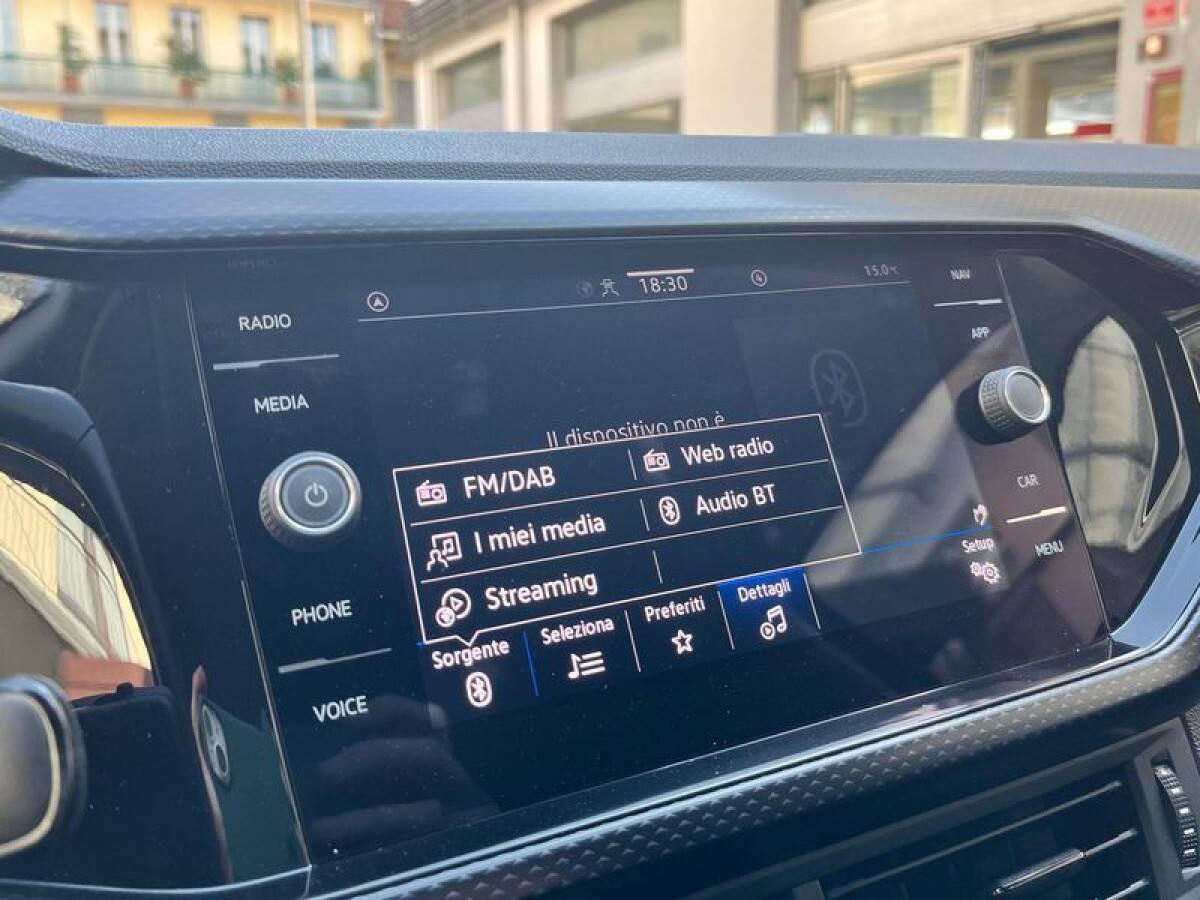 RADIO
MEDIA
PHONE
VOICE
18:30
15.0°C
Il dispositivo non è
FM/DAB
Web radio
I miei media
Audio BT
Streaming
Sorgente
Seleziona
Preferiti
Dettagli
Setup
NAV
APP
CAR
MENU